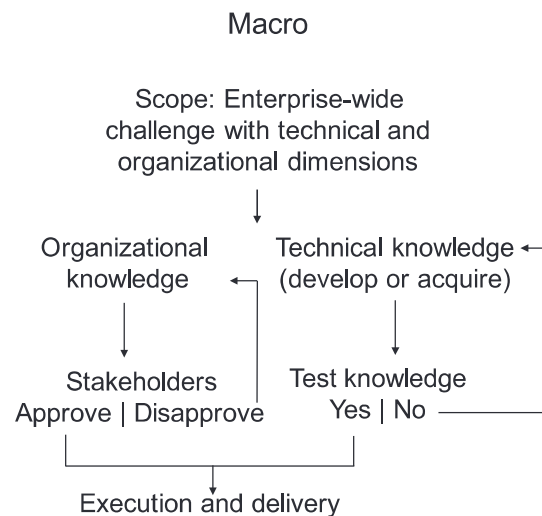 Macro
Scope: Enterprise-wide
challenge with technical and
organizational dimensions
Organizational
knowledge
Technical knowledge
(develop or acquire)
Stakeholders
Approve | Disapprove
Test knowledge
Yes | No
Execution and delivery